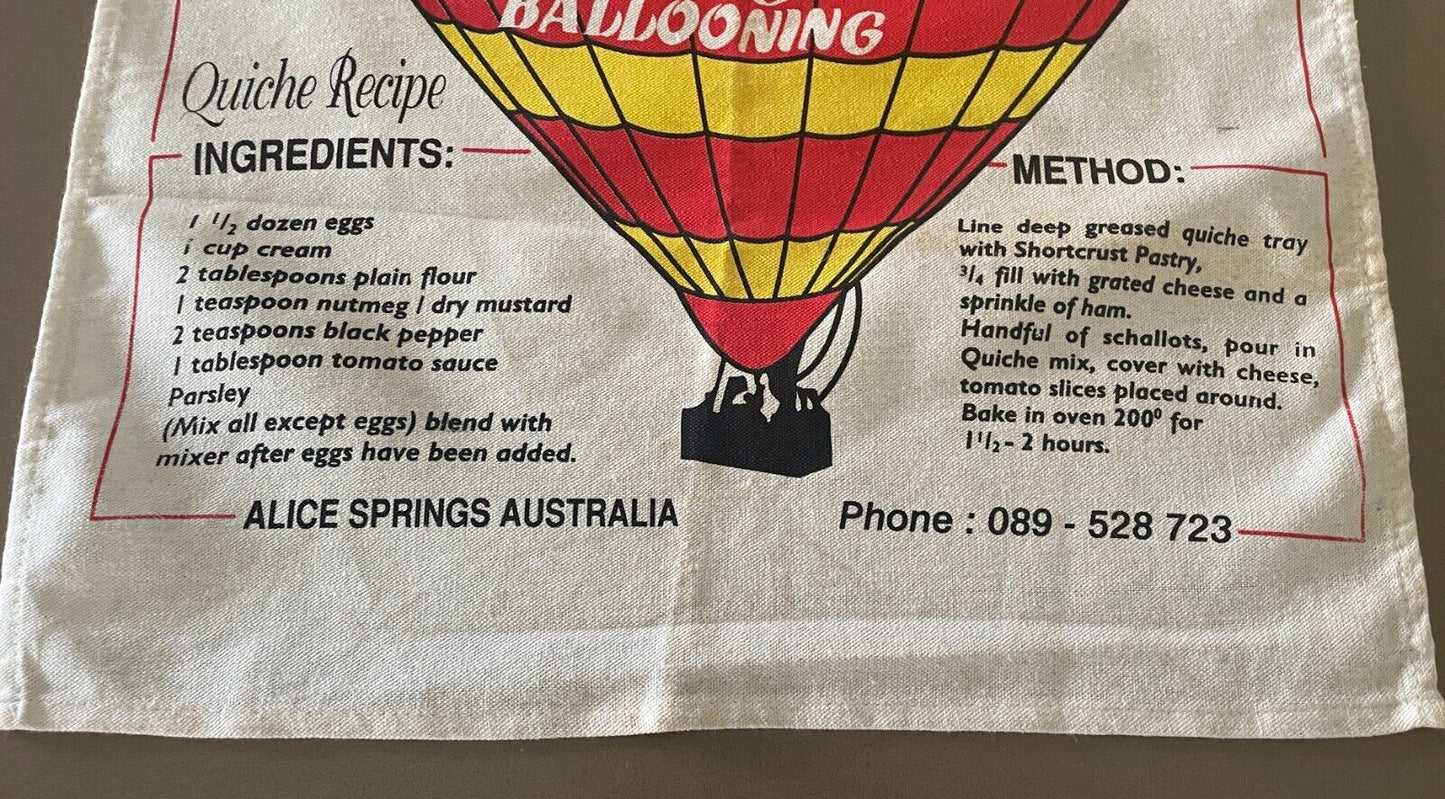 BALLOONING
Quiche Recipe
INGREDIENTS:
1 1/2 dozen eggs
1 cup cream
2 tablespoons plain flour
1 teaspoon nutmeg / dry mustard
2 teaspoons black pepper
1 tablespoon tomato sauce
Parsley
(Mix all except eggs) blend with
mixer after eggs have been added.
METHOD:
Line deep greased quiche tray
with Shortcrust Pastry,
3/4 fill with grated cheese and a
sprinkle of ham.
Handful of schallots, pour in
Quiche mix, cover with cheese,
tomato slices placed around.
Bake in oven 200⁰ for
1 1/2 - 2 hours.
ALICE SPRINGS AUSTRALIA
Phone : 089 - 528 723